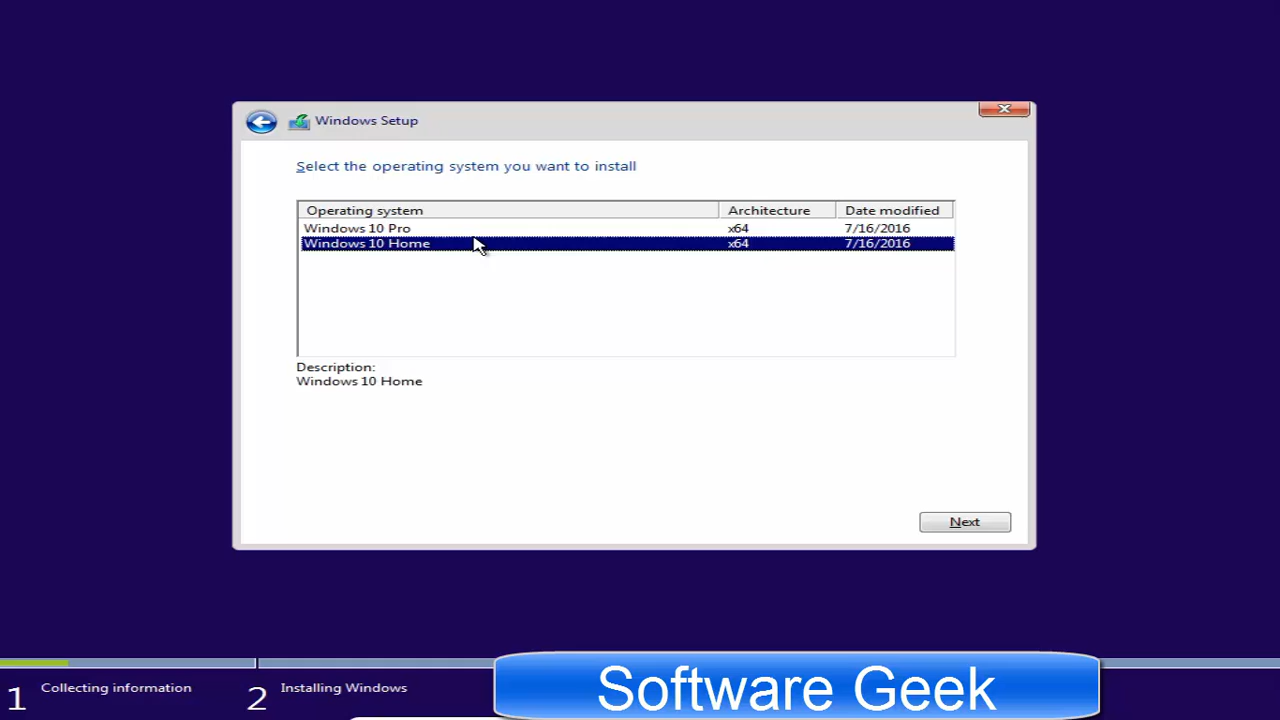 Windows Setup
Select the operating system you want to install
Operating system Architecture Date modified
Windows 10 Pro x64 7/16/2016
Windows 10 Home x64 7/16/2016
Description:
Windows 10 Home
Next
1 Collecting information 2 Installing Windows
Software Geek